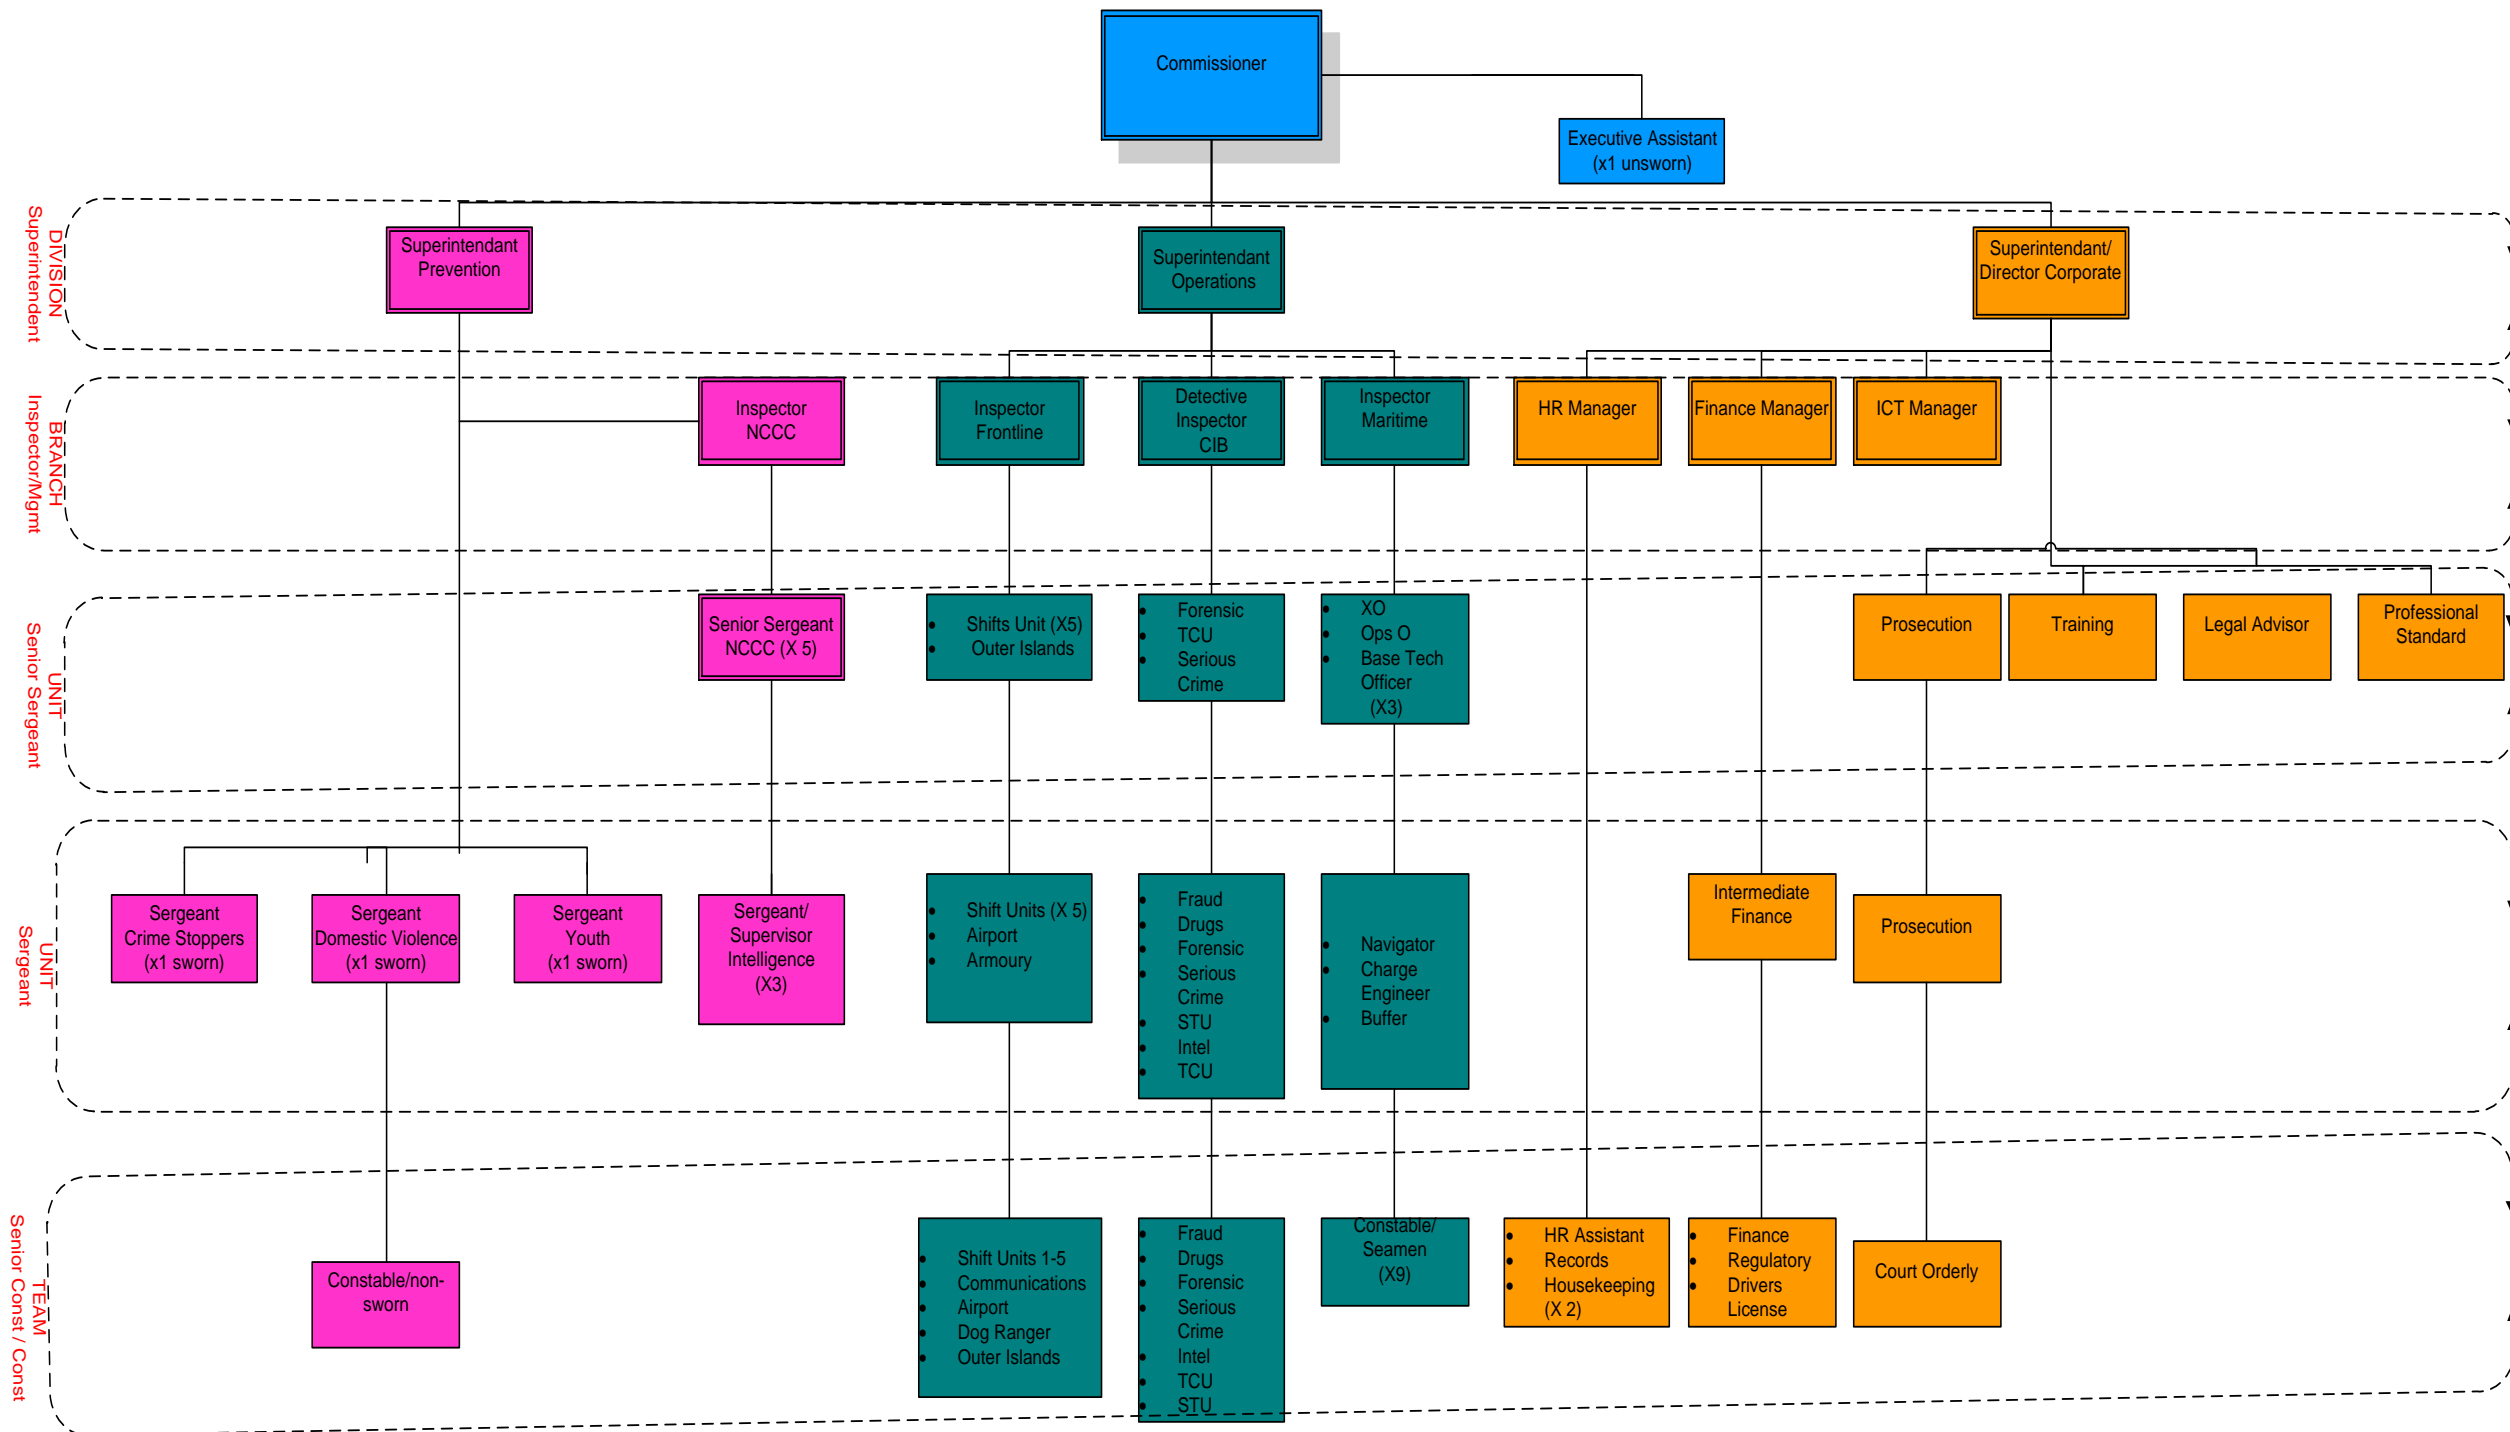 Commissioner
Executive Assistant
(x1 unsworn)
DIVISION
Superintendent
Superintendant
Prevention
Superintendant
Operations
Superintendant/
Director Corporate
BRANCH
Inspector/Mgmt
Inspector
NCCC
Inspector
Frontline
Detective
Inspector
CIB
Inspector
Maritime
HR Manager
Finance Manager
ICT Manager
UNIT
Senior Sergeant
Senior Sergeant
NCCC (X 5)
• Shifts Unit (X5)
• Outer Islands
• Forensic
• TCU
• Serious
Crime
• XO
• Ops O
• Base Tech
Officer
(X3)
Prosecution
Training
Legal Advisor
Professional
Standard
UNIT
Sergeant
Sergeant
Crime Stoppers
(x1 sworn)
Sergeant
Domestic Violence
(x1 sworn)
Sergeant
Youth
(x1 sworn)
Sergeant/
Supervisor
Intelligence
(X3)
• Shift Units (X 5)
• Airport
• Armoury
• Fraud
• Drugs
• Forensic
• Serious
Crime
• STU
• Intel
• TCU
• Navigator
• Charge
Engineer
• Buffer
Intermediate
Finance
Prosecution
TEAM
Senior Const / Const
Constable/non-
sworn
• Shift Units 1-5
• Communications
• Airport
• Dog Ranger
• Outer Islands
• Fraud
• Drugs
• Forensic
• Serious
Crime
• Intel
• TCU
• STU
Constable/
Seamen
(X9)
• HR Assistant
• Records
• Housekeeping
(X 2)
• Finance
• Regulatory
• Drivers
License
Court Orderly